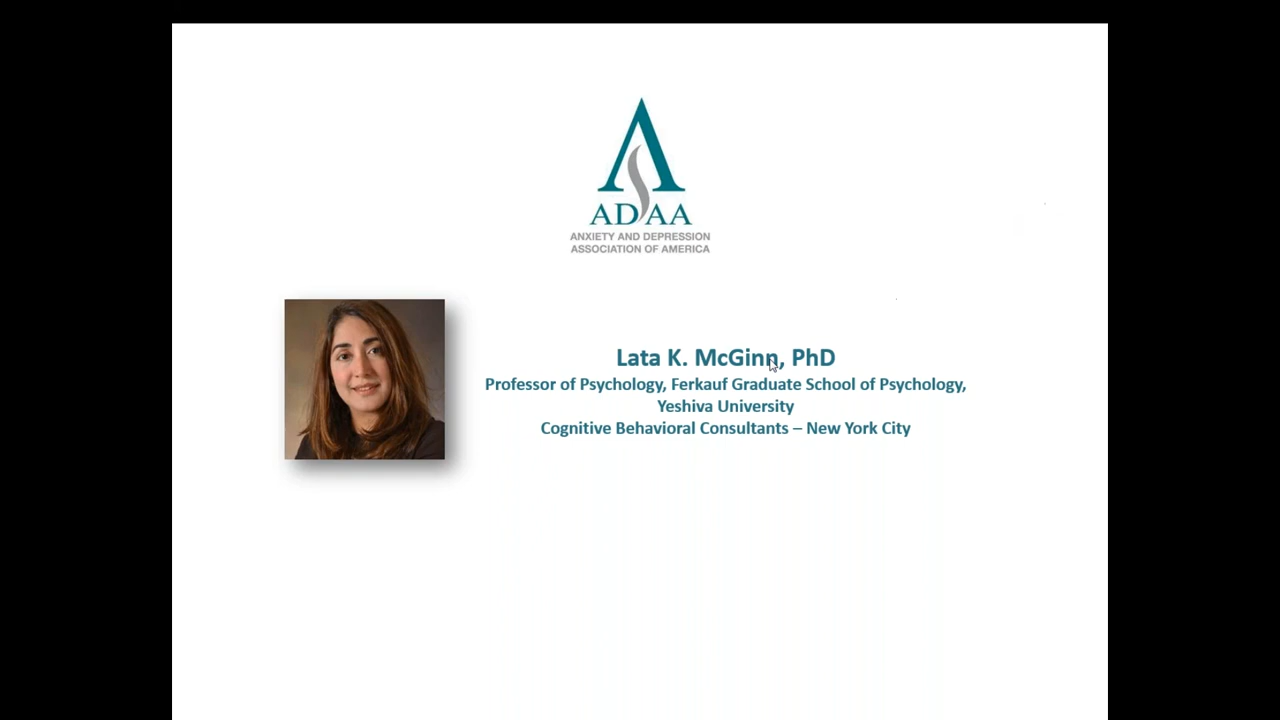 ADAA
ANXIETY AND DEPRESSION
ASSOCIATION OF AMERICA
Lata K. McGinn, PhD
Professor of Psychology, Ferkauf Graduate School of Psychology,
Yeshiva University
Cognitive Behavioral Consultants – New York City